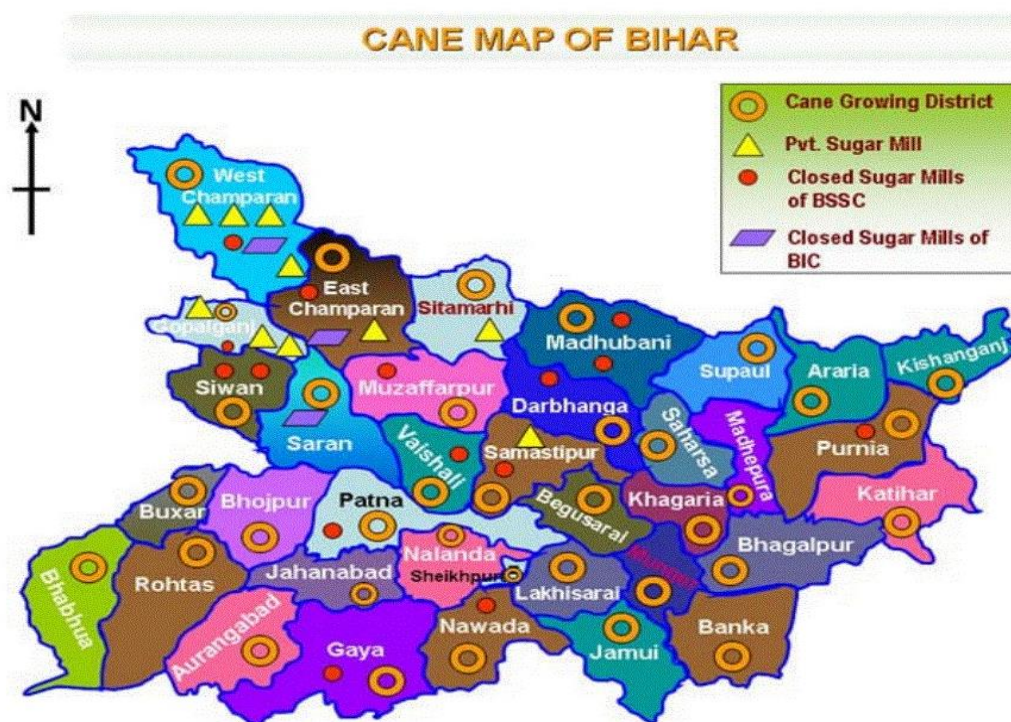 CANE MAP OF BIHAR
N
Cane Growing District
Pvt. Sugar Mill
Closed Sugar Mills
of BSSC
Closed Sugar Mills of
BIC
West
Champaran
East
Champaran
Sitamarhi
Gopalganj
Madhubani
Supaul
Araria
Kishanganj
Siwan
Muzaffarpur
Darbhanga
Saran
Vaishali
Samastipur
Saharsa
Madhepura
Purnia
Buxar
Bhojpur
Patna
Begusarai
Khagaria
Katihar
Bhabhua
Rohtas
Jahanabad
Nalanda
Sheikhpur
Lakhisarai
Munger
Bhagalpur
Aurangabad
Gaya
Nawada
Jamui
Banka